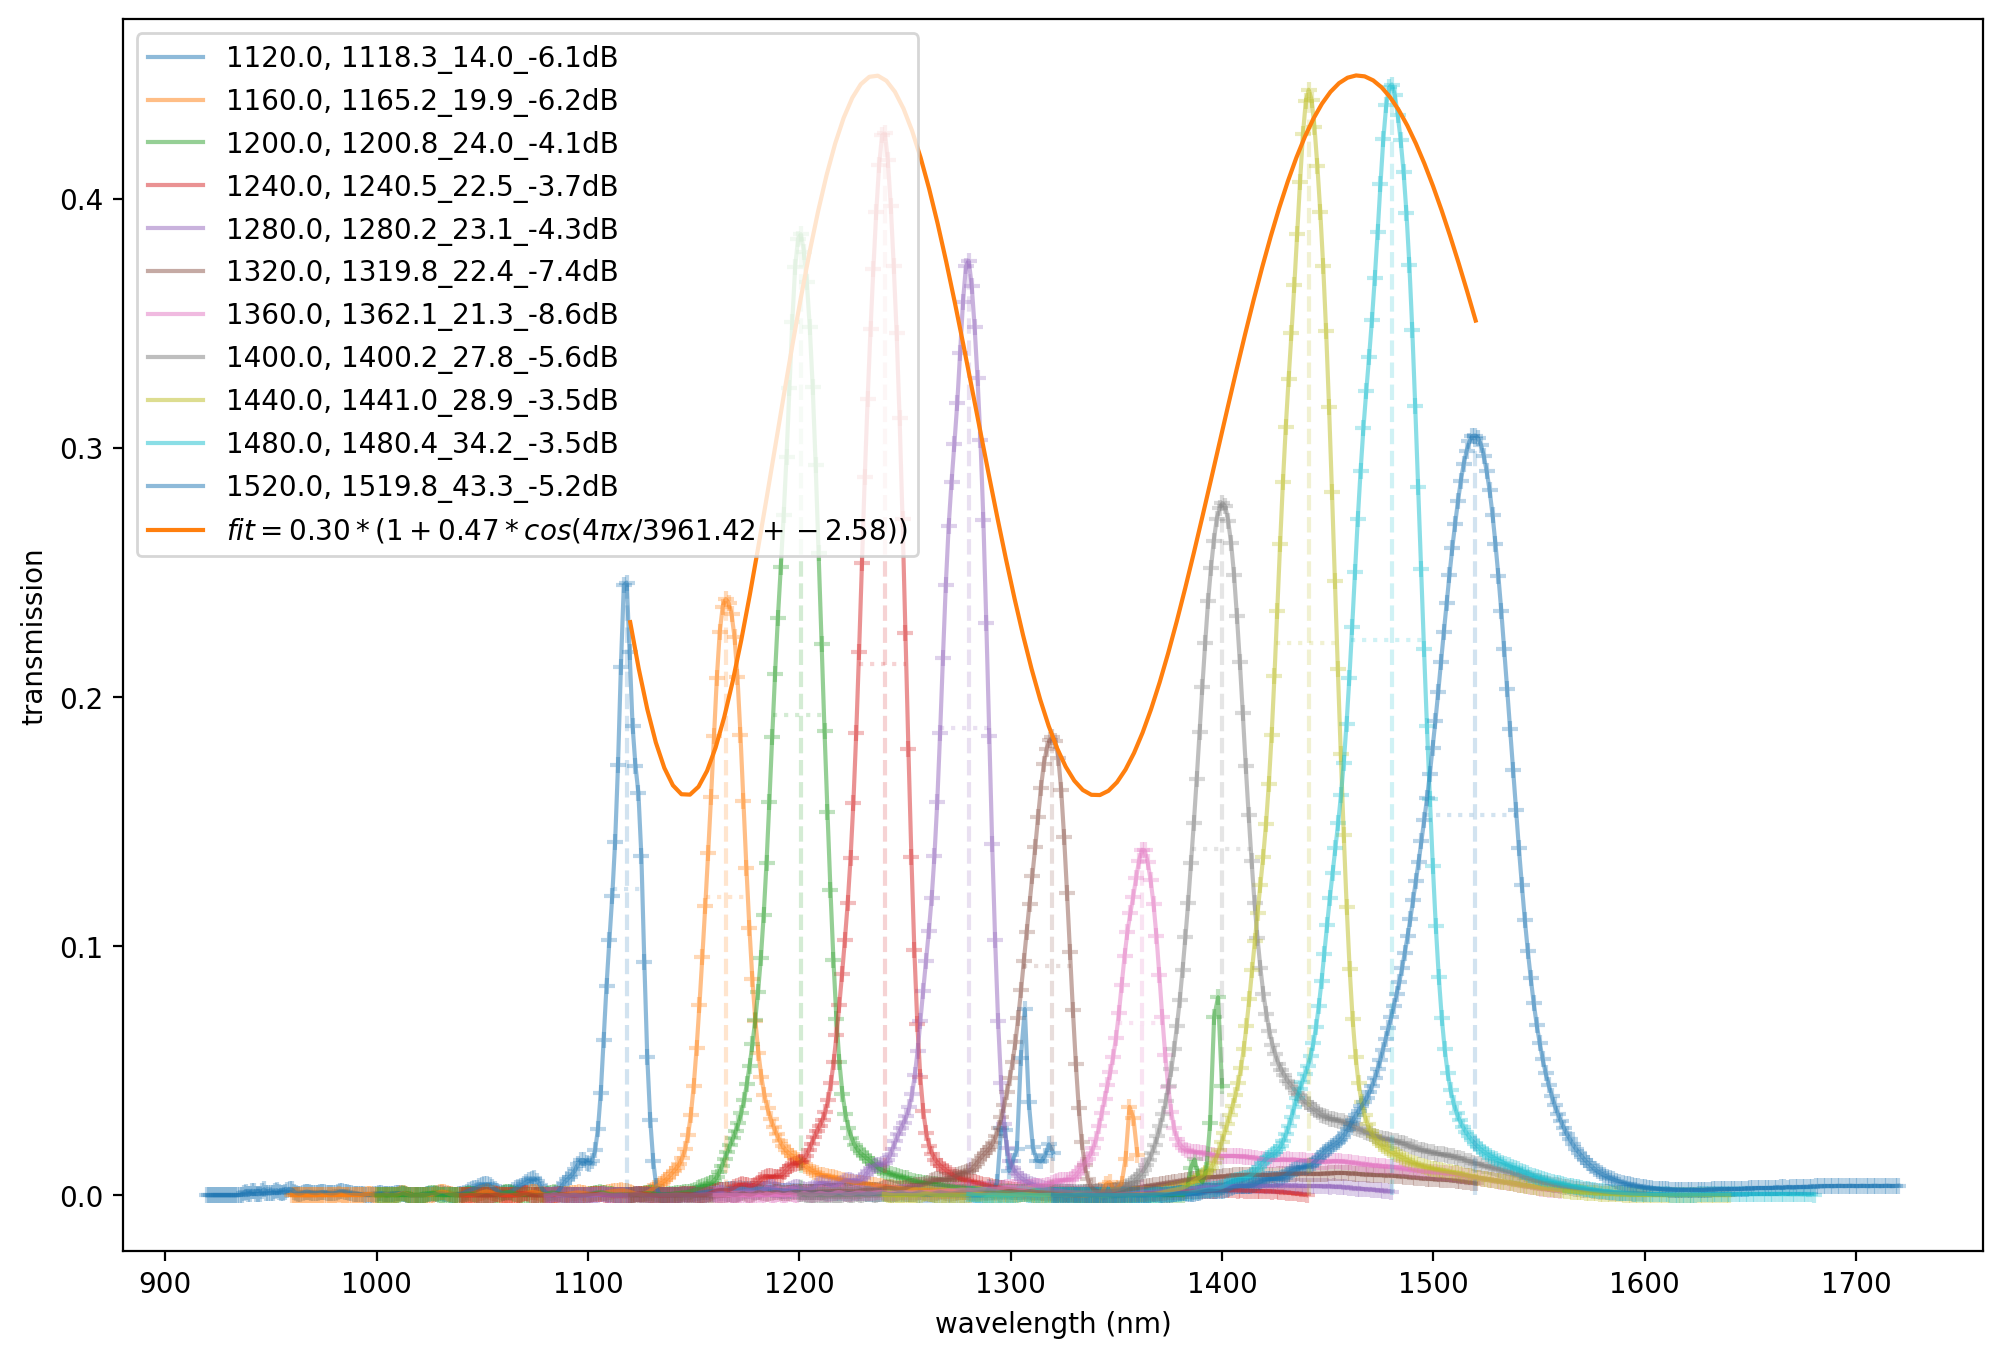 1120.0, 1118.3_14.0_-6.1dB
1160.0, 1165.2_19.9_-6.2dB
1200.0, 1200.8_24.0_-4.1dB
1240.0, 1240.5_22.5_-3.7dB
1280.0, 1280.2_23.1_-4.3dB
1320.0, 1319.8_22.4_-7.4dB
1360.0, 1362.1_21.3_-8.6dB
1400.0, 1400.2_27.8_-5.6dB
1440.0, 1441.0_28.9_-3.5dB
1480.0, 1480.4_34.2_-3.5dB
1520.0, 1519.8_43.3_-5.2dB
fit = 0.30 * (1 + 0.47 * cos(4πx/3961.42 + − 2.58))
transmission
0.4
0.3
0.2
0.1
0.0
900 1000 1100 1200 1300 1400 1500 1600 1700
wavelength (nm)